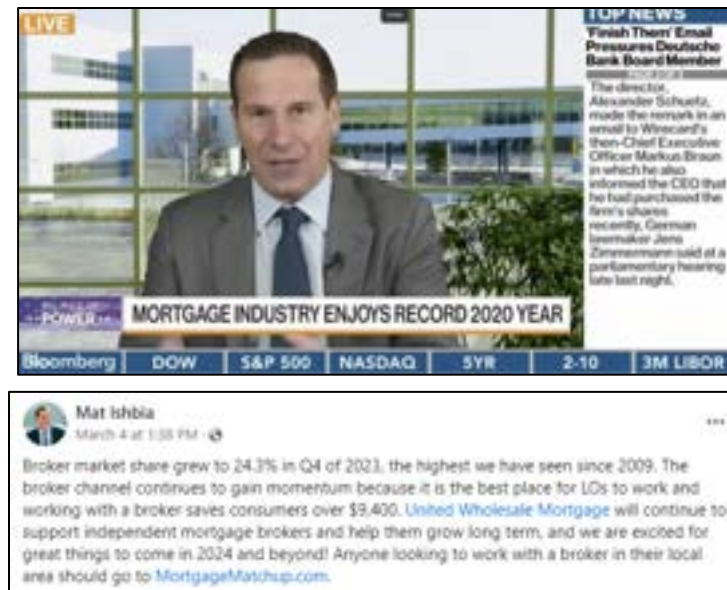 LIVE
TOP NEWS
'Finish Them' Email
Pressures Deutsche
Bank Board Member
The director,
Alexander Schuetz,
made the remark in an
email to Wirecard's
then-Chief Executive
Officer Markus Braun
in which he also
informed the CEO that
he had purchased the
firm's shares
recently, German
lawmaker Jens
Zimmermann said at a
parliamentary hearing
late last night.
POWER
MORTGAGE INDUSTRY ENJOYS RECORD 2020 YEAR
Bloomberg DOW S&P 500 NASDAQ 5YR 2-10 3M LIBOR
Mat Ishbia
March 4 at 1:38 PM
Broker market share grew to 24.3% in Q4 of 2023, the highest we have seen since 2009. The
broker channel continues to gain momentum because it is the best place for LOs to work and
working with a broker saves consumers over $9,400. United Wholesale Mortgage will continue to
support independent mortgage brokers and help them grow long term, and we are excited for
great things to come in 2024 and beyond! Anyone looking to work with a broker in their local
area should go to MortgageMatchup.com.